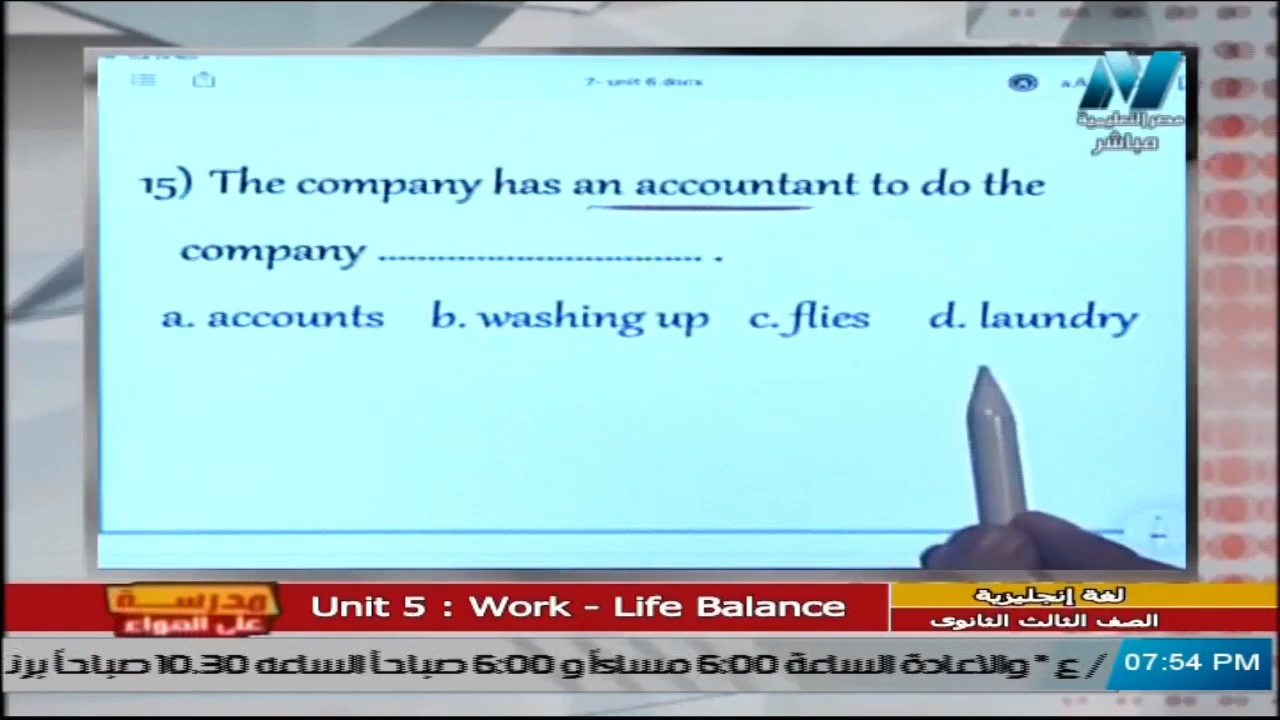 7- unit 6.docx
مصر التعليمية
مباشر
15) The company has an accountant to do the
company ................................ .
a. accounts b. washing up c. flies d. laundry
مدرسة
على الهواء
Unit 5 : Work - Life Balance
لغة إنجليزية
الصف الثالث الثانوى
/ ع * والاعادة الساعة 6:00 مساءاً و 6:00 صباحاً الساعه 10.30 صباحاً
07:54 PM